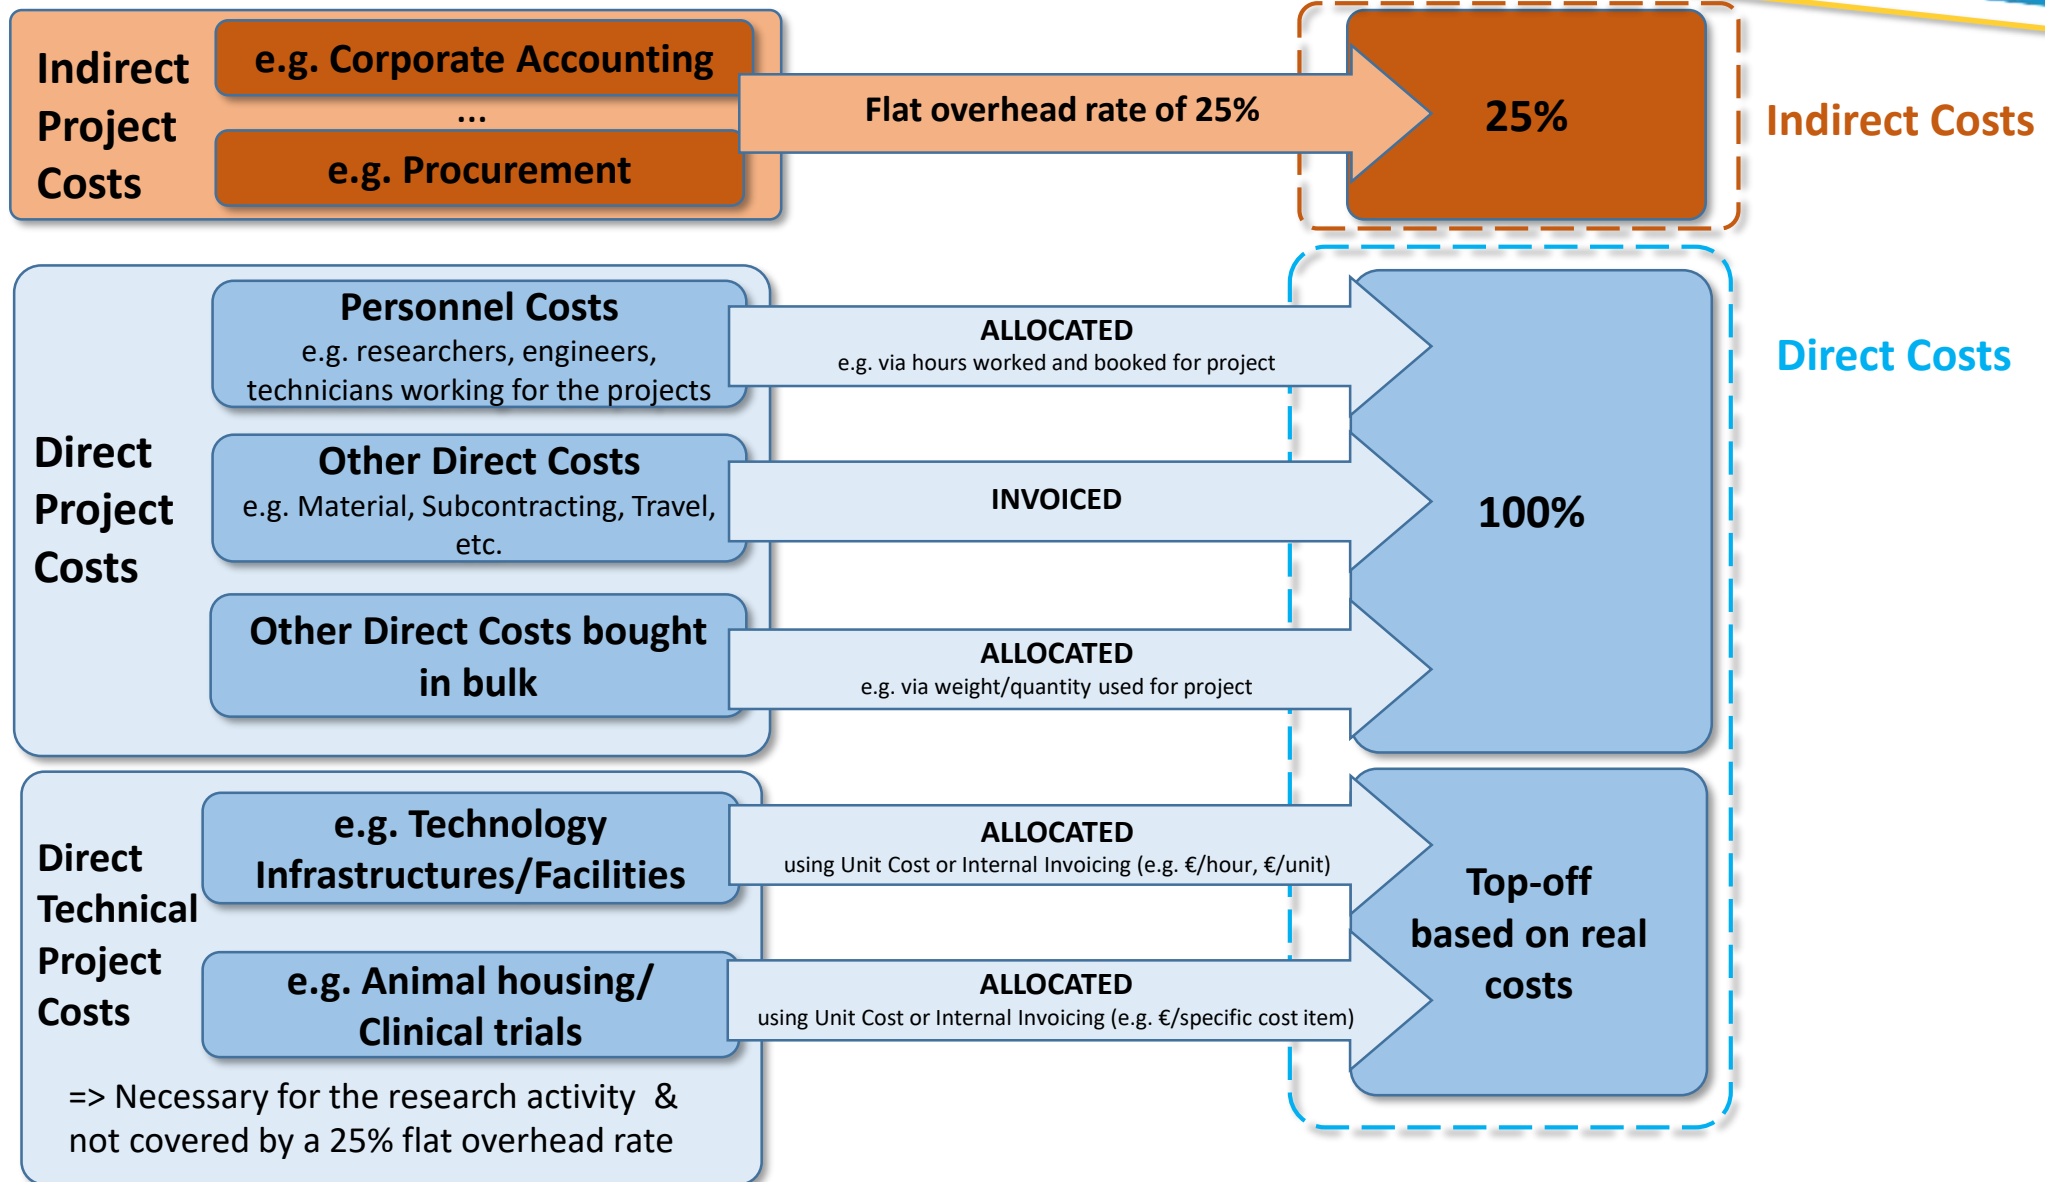 Indirect
Project
Costs
e.g. Corporate Accounting
...
e.g. Procurement
Flat overhead rate of 25%
25%
Indirect Costs
Direct
Project
Costs
Personnel Costs
e.g. researchers, engineers,
technicians working for the projects
ALLOCATED
e.g. via hours worked and booked for project
Other Direct Costs
e.g. Material, Subcontracting, Travel,
etc.
INVOICED
Other Direct Costs bought
in bulk
ALLOCATED
e.g. via weight/quantity used for project
100%
Direct Costs
Direct
Technical
Project
Costs
e.g. Technology
Infrastructures/Facilities
ALLOCATED
using Unit Cost or Internal Invoicing (e.g. €/hour, €/unit)
e.g. Animal housing/
Clinical trials
ALLOCATED
using Unit Cost or Internal Invoicing (e.g. €/specific cost item)
Top-off
based on real
costs
=> Necessary for the research activity &
not covered by a 25% flat overhead rate